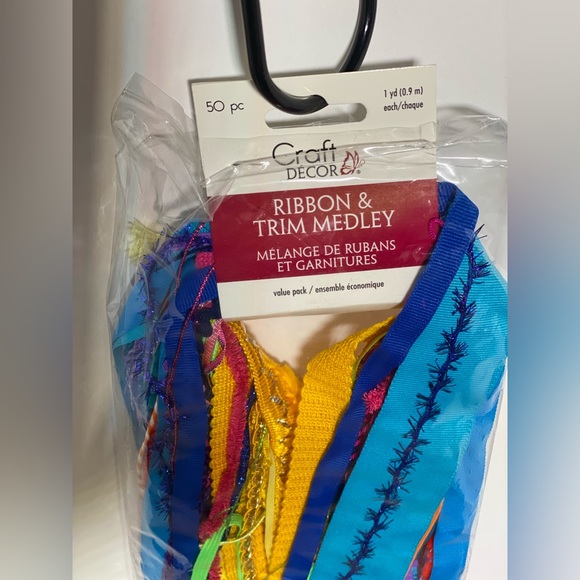 50 pc
1 yd (0.9 m)
each/chaque
Craft
DÉCOR®
RIBBON &
TRIM MEDLEY
MÉLANGE DE RUBANS
ET GARNITURES
value pack / ensemble économique